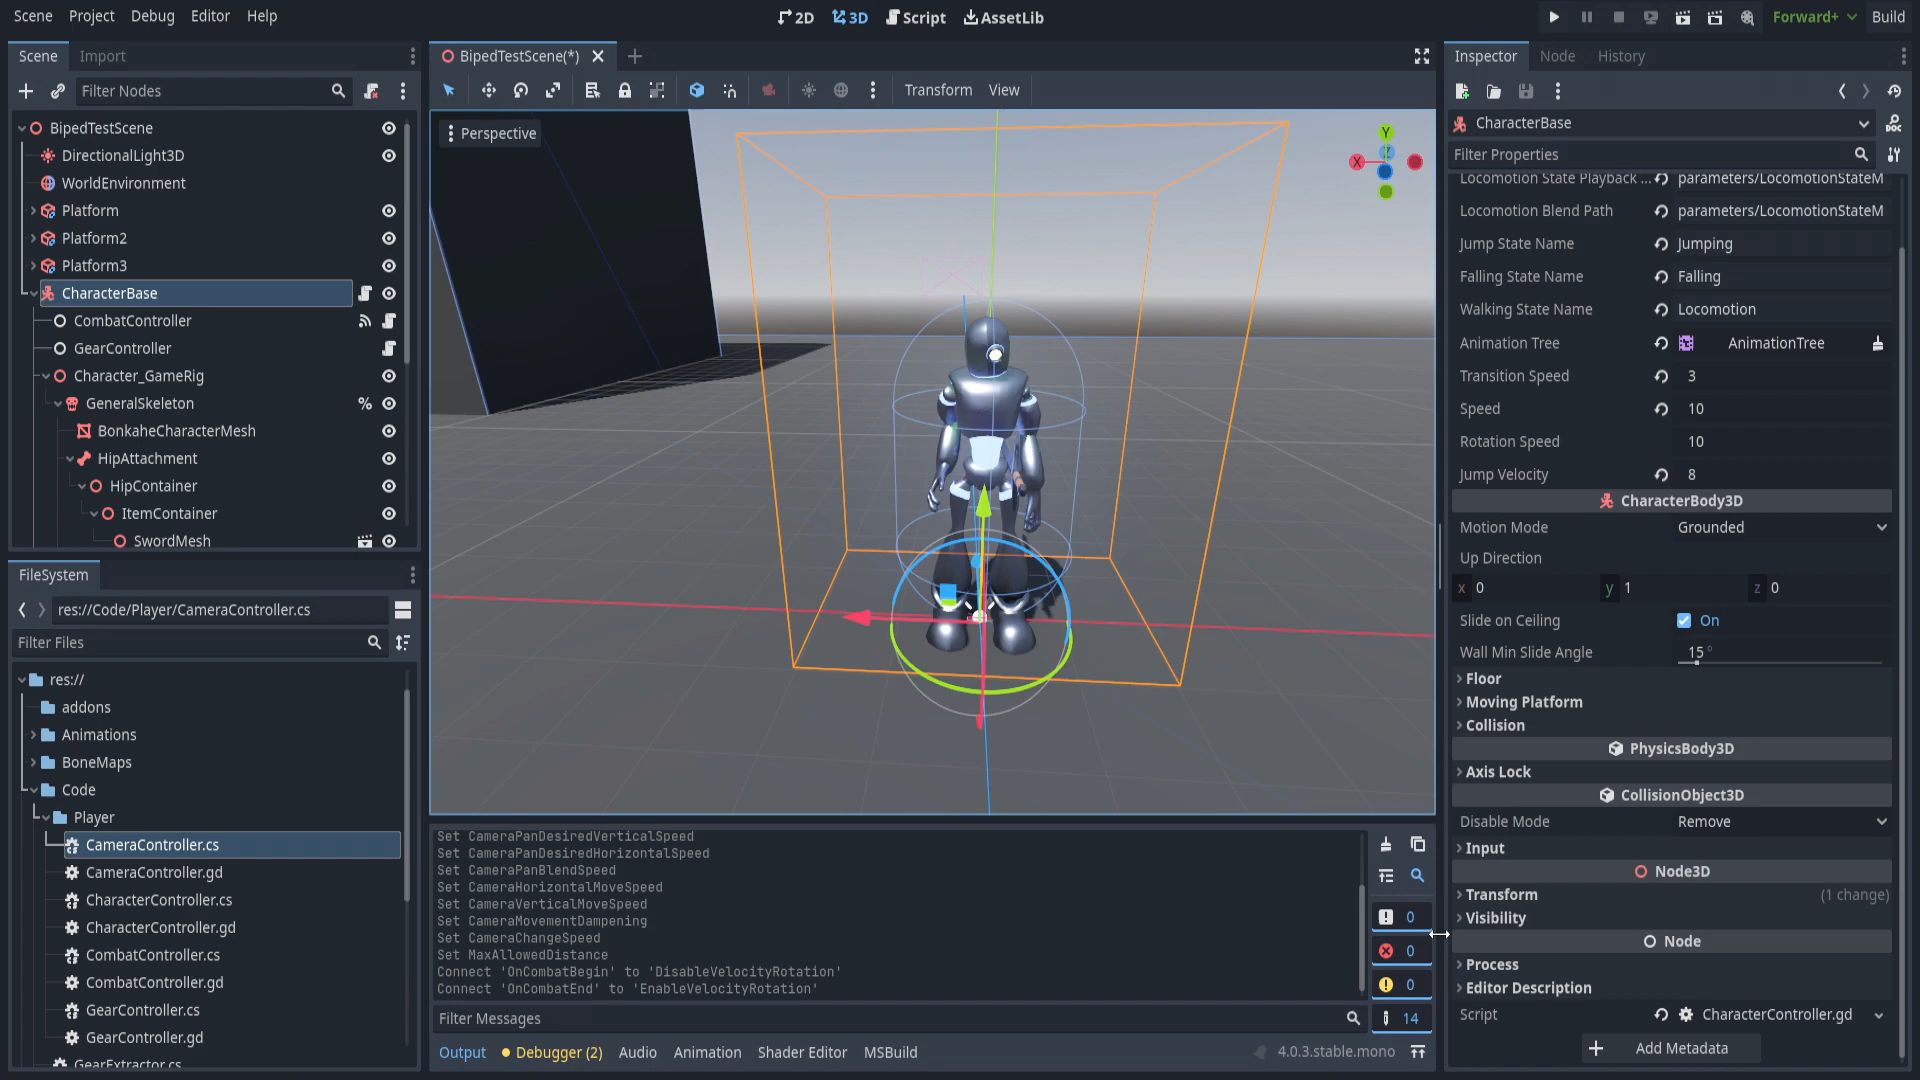 Scene Project Debug Editor Help
2D 3D Script AssetLib
Forward+ Build
Scene Import
Filter Nodes
BipedTestScene
DirectionalLight3D
WorldEnvironment
Platform
Platform2
Platform3
CharacterBase
CombatController
GearController
Character_GameRig
GeneralSkeleton %
BonkaheCharacterMesh
HipAttachment
HipContainer
ItemContainer
SwordMesh
FileSystem
res://Code/Player/CameraController.cs
Filter Files
res://
addons
Animations
BoneMaps
Code
Player
CameraController.cs
CameraController.gd
CharacterController.cs
CharacterController.gd
CombatController.cs
CombatController.gd
GearController.cs
GearController.gd
GearExtractor.cs
BipedTestScene(*)
Transform View
Perspective
Y
X
Z
Set CameraPanDesiredVerticalSpeed
Set CameraPanDesiredHorizontalSpeed
Set CameraPanBlendSpeed
Set CameraHorizontalMoveSpeed
Set CameraVerticalMoveSpeed
Set CameraMovementDampening
Set CameraChangeSpeed
Set MaxAllowedDistance
Connect 'OnCombatBegin' to 'DisableVelocityRotation'
Connect 'OnCombatEnd' to 'EnableVelocityRotation'
0
0
0
14
Filter Messages
Output Debugger (2) Audio Animation Shader Editor MSBuild 4.0.3.stable.mono
Inspector Node History
CharacterBase
Filter Properties
Locomotion State Playback ... parameters/LocomotionStateM
Locomotion Blend Path parameters/LocomotionStateM
Jump State Name Jumping
Falling State Name Falling
Walking State Name Locomotion
Animation Tree AnimationTree
Transition Speed 3
Speed 10
Rotation Speed 10
Jump Velocity 8
CharacterBody3D
Motion Mode Grounded
Up Direction
x 0 y 1 z 0
Slide on Ceiling On
Wall Min Slide Angle 15 °
Floor
Moving Platform
Collision
PhysicsBody3D
Axis Lock
CollisionObject3D
Disable Mode Remove
Input
Node3D
Transform (1 change)
Visibility
Node
Process
Editor Description
Script CharacterController.gd
Add Metadata